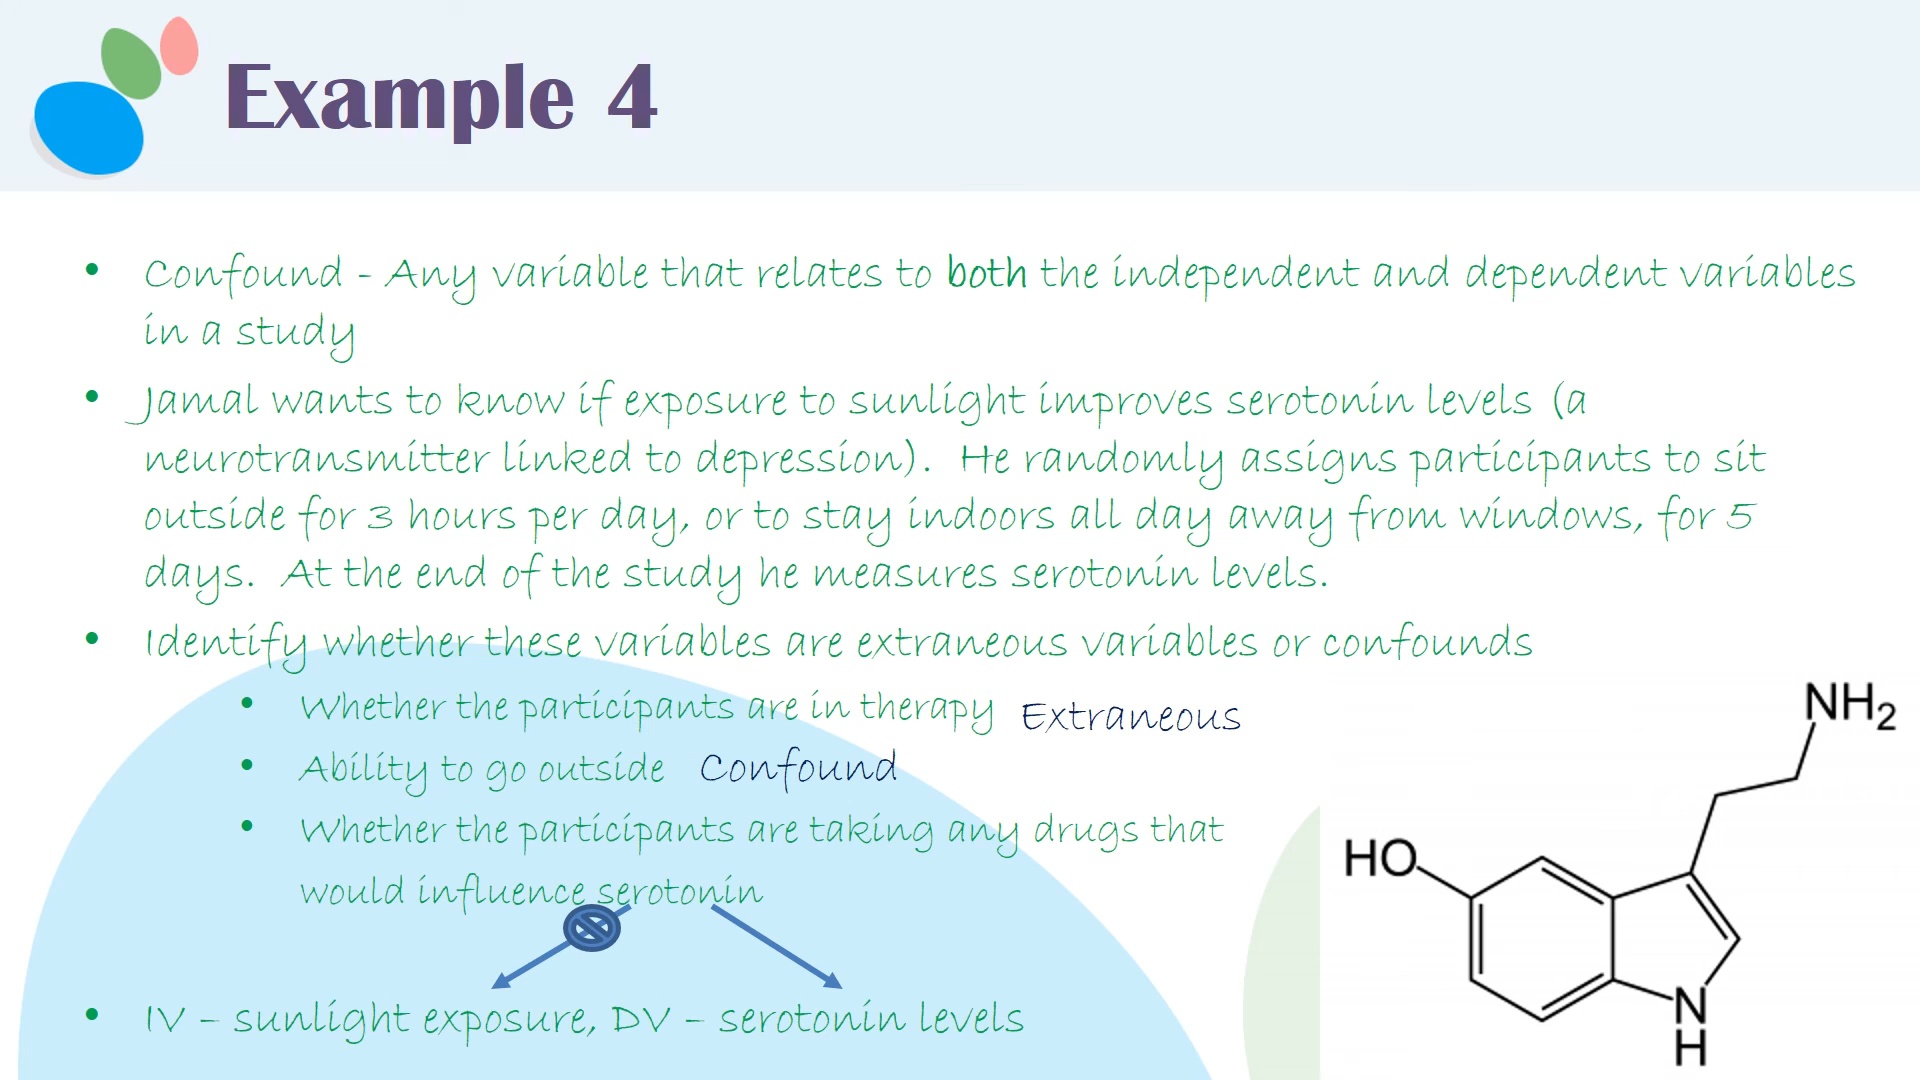 Example 4
• Confound - Any variable that relates to both the independent and dependent variables
in a study
• Jamal wants to know if exposure to sunlight improves serotonin levels (a
neurotransmitter linked to depression). He randomly assigns participants to sit
outside for 3 hours per day, or to stay indoors all day away from windows, for 5
days. At the end of the study he measures serotonin levels.
• Identify whether these variables are extraneous variables or confounds
• Whether the participants are in therapy Extraneous
• Ability to go outside Confound
• Whether the participants are taking any drugs that
would influence serotonin
• IV – sunlight exposure, DV – serotonin levels
NH₂
HO
N
H